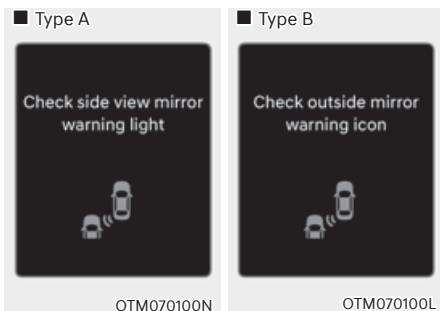 ■ Type A
Check side view mirror
warning light
OTM070100N
■ Type B
Check outside mirror
warning icon
OTM070100L